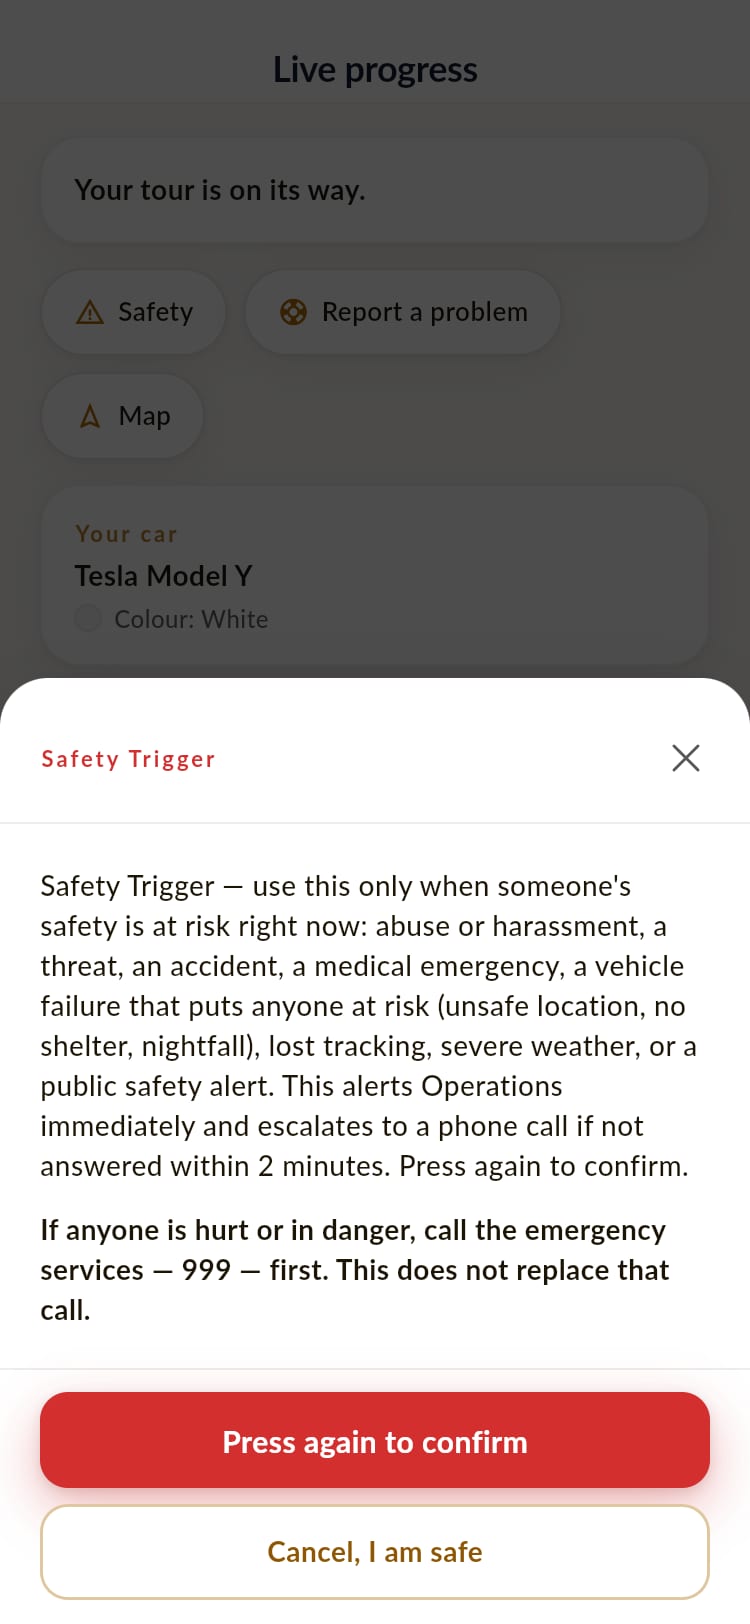 Live progress
Your tour is on its way.
Safety
Report a problem
Map
Your car
Tesla Model Y
Colour: White
Safety Trigger
Safety Trigger — use this only when someone's
safety is at risk right now: abuse or harassment, a
threat, an accident, a medical emergency, a vehicle
failure that puts anyone at risk (unsafe location, no
shelter, nightfall), lost tracking, severe weather, or a
public safety alert. This alerts Operations
immediately and escalates to a phone call if not
answered within 2 minutes. Press again to confirm.
If anyone is hurt or in danger, call the emergency
services — 999 — first. This does not replace that
call.
Press again to confirm
Cancel, I am safe